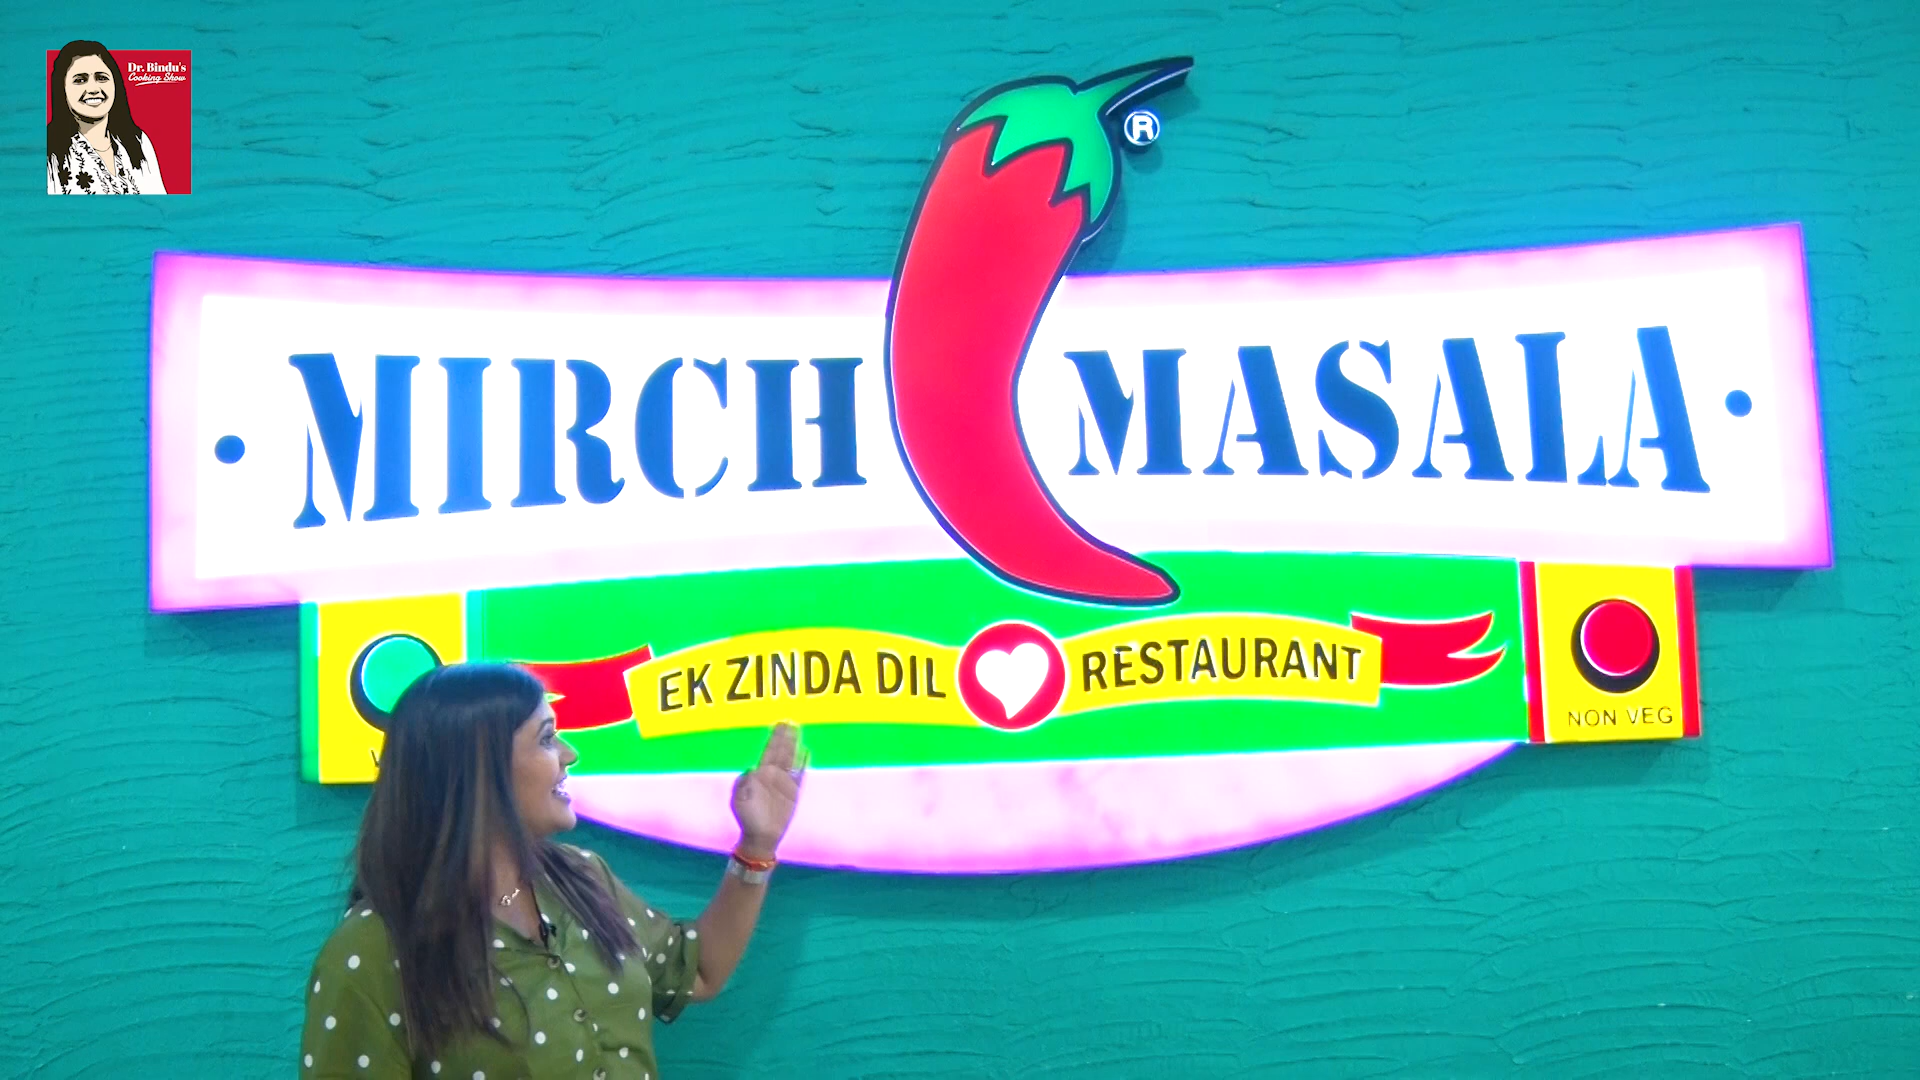 Dr. Bindu's
Cooking Show
®
MIRCH MASALA
EK ZINDA DIL RESTAURANT
NON VEG